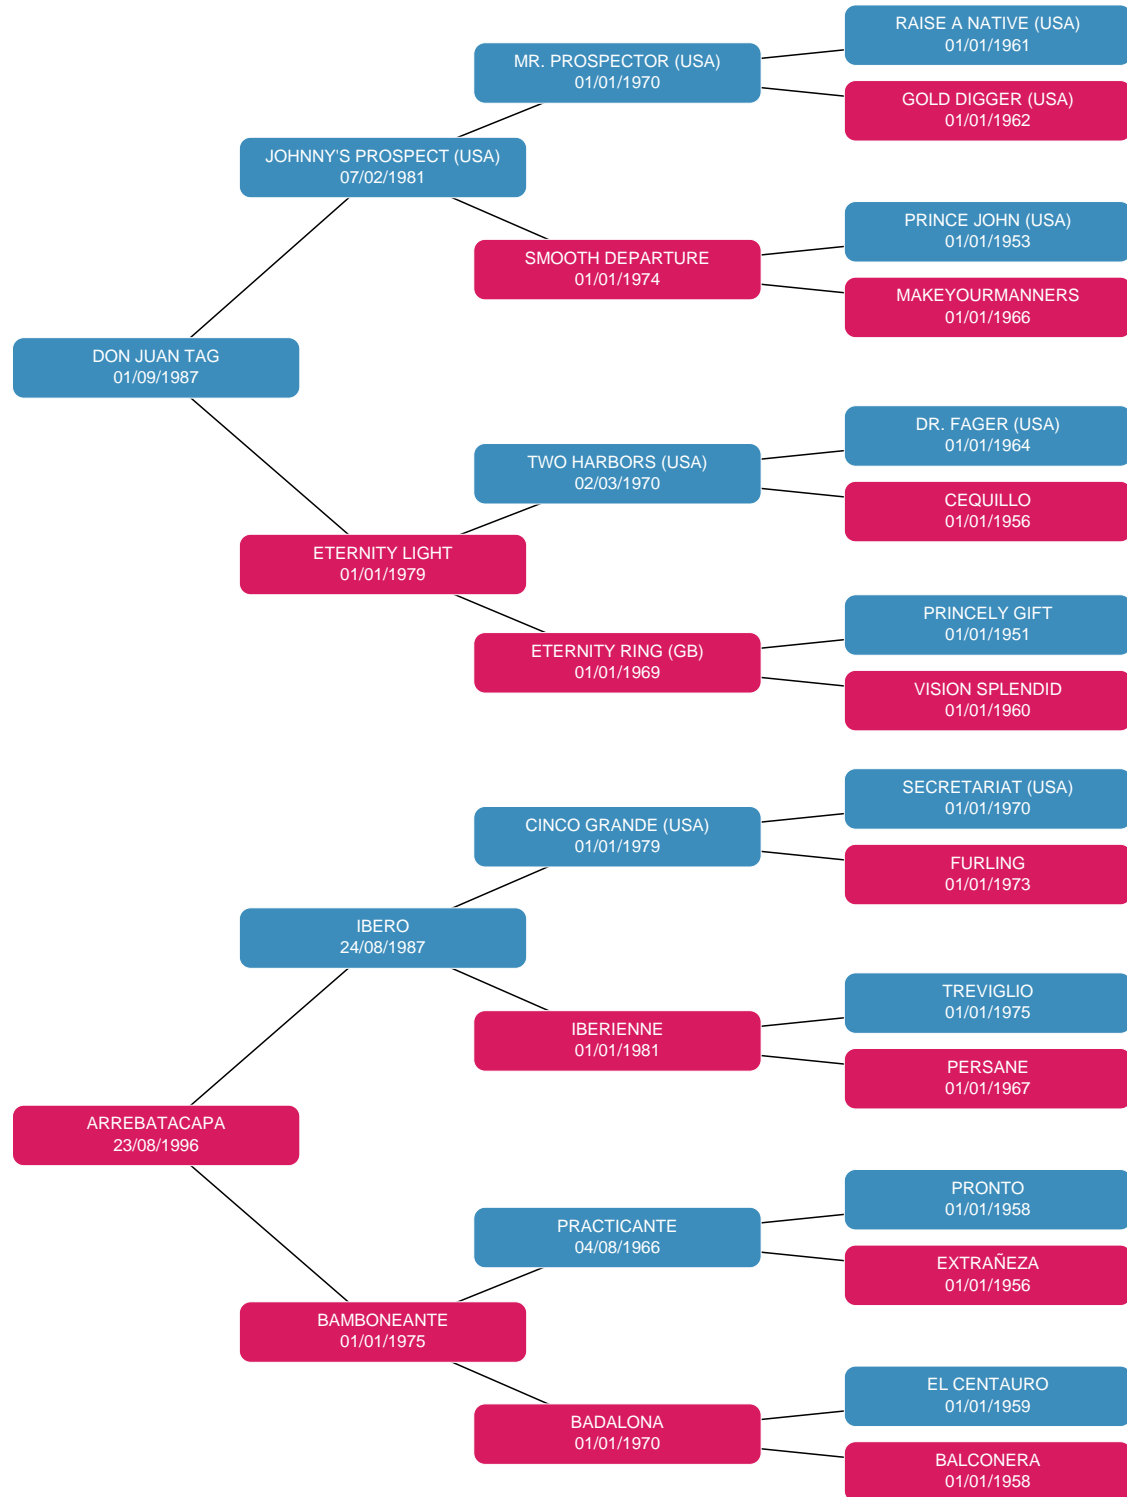 RAISE A NATIVE (USA)
01/01/1961
MR. PROSPECTOR (USA)
01/01/1970
GOLD DIGGER (USA)
01/01/1962
JOHNNY'S PROSPECT (USA)
07/02/1981
PRINCE JOHN (USA)
01/01/1953
SMOOTH DEPARTURE
01/01/1974
MAKEYOURMANNERS
01/01/1966
DON JUAN TAG
01/09/1987
DR. FAGER (USA)
01/01/1964
TWO HARBORS (USA)
02/03/1970
CEQUILLO
01/01/1956
ETERNITY LIGHT
01/01/1979
PRINCELY GIFT
01/01/1951
ETERNITY RING (GB)
01/01/1969
VISION SPLENDID
01/01/1960
SECRETARIAT (USA)
01/01/1970
CINCO GRANDE (USA)
01/01/1979
FURLING
01/01/1973
IBERO
24/08/1987
TREVIGLIO
01/01/1975
IBERIENNE
01/01/1981
PERSANE
01/01/1967
ARREBATACAPA
23/08/1996
PRONTO
01/01/1958
PRACTICANTE
04/08/1966
EXTRAÑEZA
01/01/1956
BAMBONEANTE
01/01/1975
EL CENTAURO
01/01/1959
BADALONA
01/01/1970
BALCONERA
01/01/1958